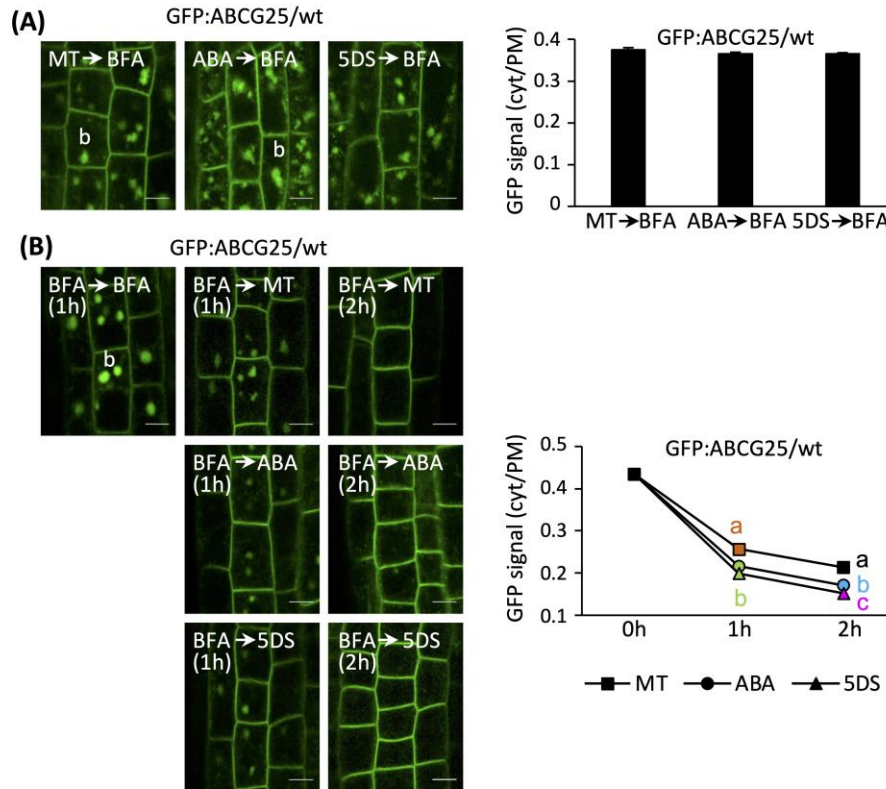 (A)
GFP:ABCG25/wt
MT→BFA
b
ABA→BFA
b
5DS→BFA
GFP:ABCG25/wt
GFP signal (cyt/PM)
0.4
0.3
0.4
0.1
0
MT→BFA ABA→BFA 5DS→BFA
(B)
GFP:ABCG25/wt
BFA→BFA
(1h)
b
BFA→MT
(1h)
BFA→MT
(2h)
BFA→ABA
(1h)
BFA→ABA
(2h)
BFA→5DS
(1h)
BFA→5DS
(2h)
GFP:ABCG25/wt
GFP signal (cyt/PM)
0.5
0.4
0.3
0.2
0.1
a
b
a
b
c
0h 1h 2h
MT ABA 5DS